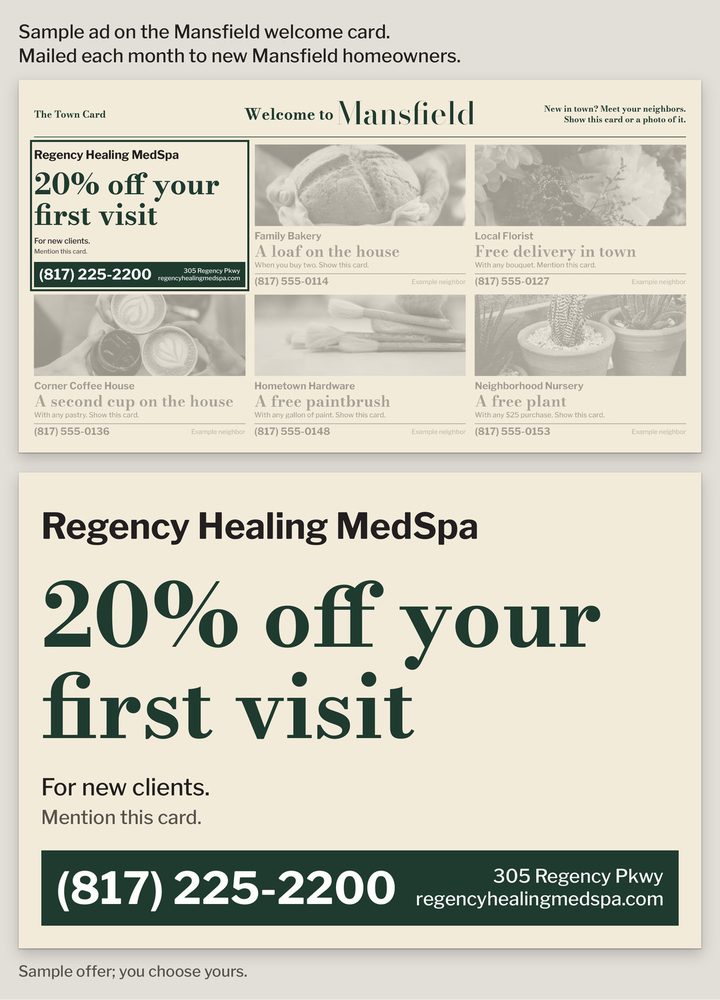 Sample ad on the Mansfield welcome card.
Mailed each month to new Mansfield homeowners.
The Town Card
Welcome to Mansfield
New in town? Meet your neighbors.
Show this card or a photo of it.
Regency Healing MedSpa
20% off your
first visit
For new clients.
Mention this card.
(817) 225-2200
305 Regency Pkwy
regencyhealingmedspa.com
Family Bakery
A loaf on the house
When you buy two. Show this card.
(817) 555-0114
Example neighbor
Local Florist
Free delivery in town
With any bouquet. Mention this card.
(817) 555-0127
Example neighbor
Corner Coffee House
A second cup on the house
With any pastry. Show this card.
(817) 555-0136
Example neighbor
Hometown Hardware
A free paintbrush
With any gallon of paint. Show this card.
(817) 555-0148
Example neighbor
Neighborhood Nursery
A free plant
With any $25 purchase. Show this card.
(817) 555-0153
Example neighbor
Regency Healing MedSpa
20% off your
first visit
For new clients.
Mention this card.
(817) 225-2200
305 Regency Pkwy
regencyhealingmedspa.com
Sample offer; you choose yours.